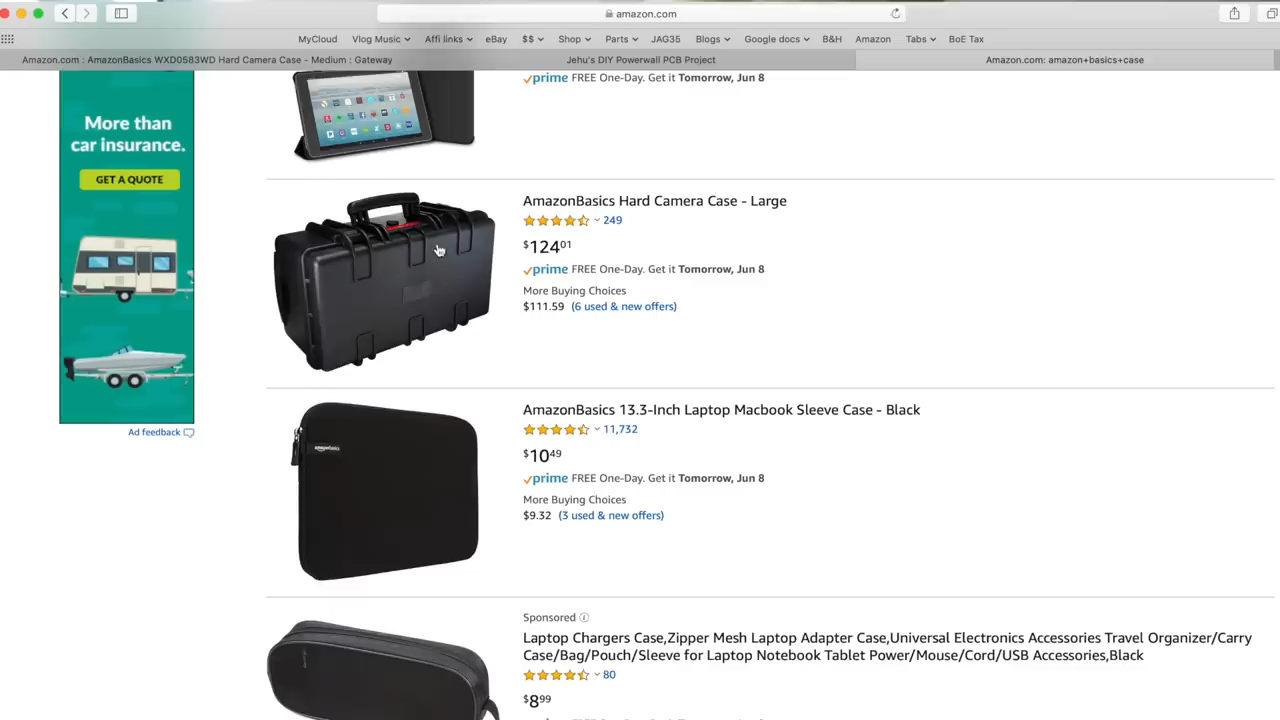 amazon.com
MyCloud Vlog Music Affi links eBay $$ Shop Parts JAG35 Blogs Google docs B&H Amazon Tabs BoE Tax
Amazon.com : AmazonBasics WXD0583WD Hard Camera Case - Medium : Gateway
Jehu's DIY Powerwall PCB Project
Amazon.com: amazon+basics+case
prime FREE One-Day. Get it Tomorrow, Jun 8
More than
car insurance.
GET A QUOTE
Ad feedback
AmazonBasics Hard Camera Case - Large
249
$12401
prime FREE One-Day. Get it Tomorrow, Jun 8
More Buying Choices
$111.59 (6 used & new offers)
amazonbasics
AmazonBasics 13.3-Inch Laptop Macbook Sleeve Case - Black
11,732
$1049
prime FREE One-Day. Get it Tomorrow, Jun 8
More Buying Choices
$9.32 (3 used & new offers)
Sponsored
Laptop Chargers Case,Zipper Mesh Laptop Adapter Case,Universal Electronics Accessories Travel Organizer/Carry
Case/Bag/Pouch/Sleeve for Laptop Notebook Tablet Power/Mouse/Cord/USB Accessories,Black
80
$899